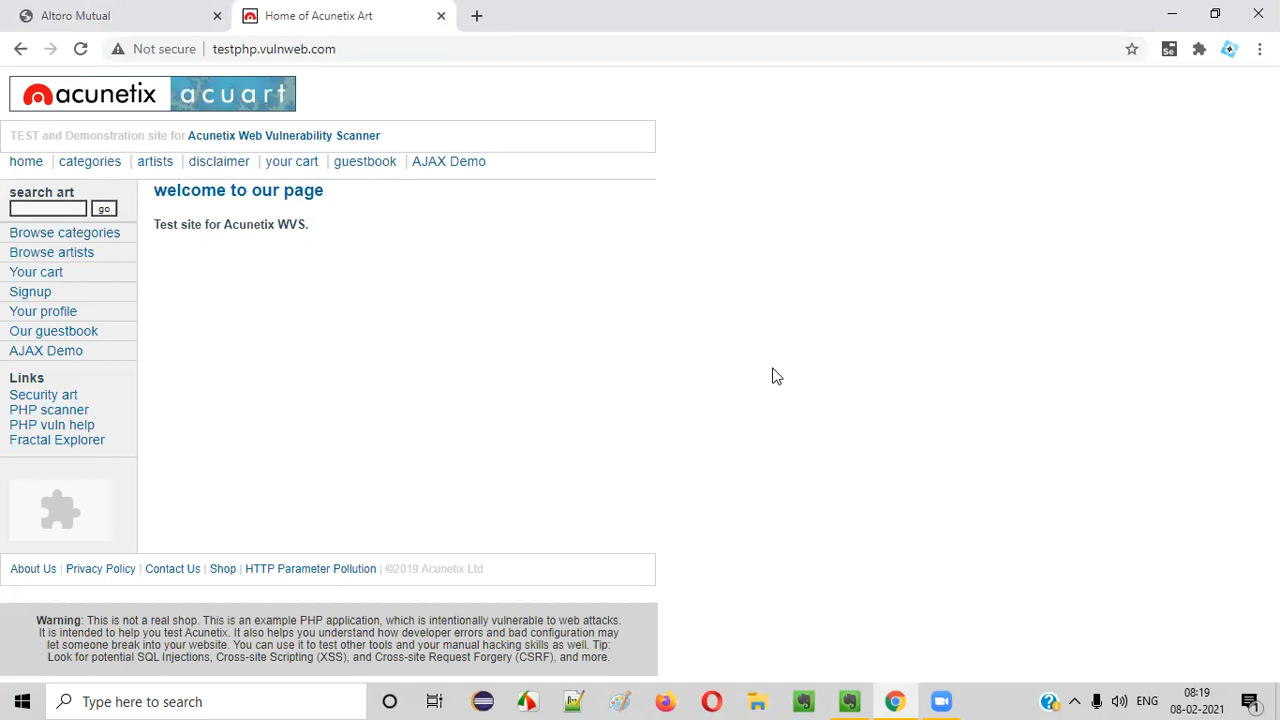 Altoro Mutual
Home of Acunetix Art
Not secure
testphp.vulnweb.com
Se
acunetix acuart
TEST and Demonstration site for Acunetix Web Vulnerability Scanner
home | categories | artists | disclaimer | your cart | guestbook | AJAX Demo
search art
go
Browse categories
Browse artists
Your cart
Signup
Your profile
Our guestbook
AJAX Demo
Links
Security art
PHP scanner
PHP vuln help
Fractal Explorer
welcome to our page
Test site for Acunetix WVS.
About Us | Privacy Policy | Contact Us | Shop | HTTP Parameter Pollution | ©2019 Acunetix Ltd
Warning: This is not a real shop. This is an example PHP application, which is intentionally vulnerable to web attacks.
It is intended to help you test Acunetix. It also helps you understand how developer errors and bad configuration may
let someone break into your website. You can use it to test other tools and your manual hacking skills as well. Tip:
Look for potential SQL Injections, Cross-site Scripting (XSS), and Cross-site Request Forgery (CSRF), and more.
Type here to search
ENG
08:19
08-02-2021
1